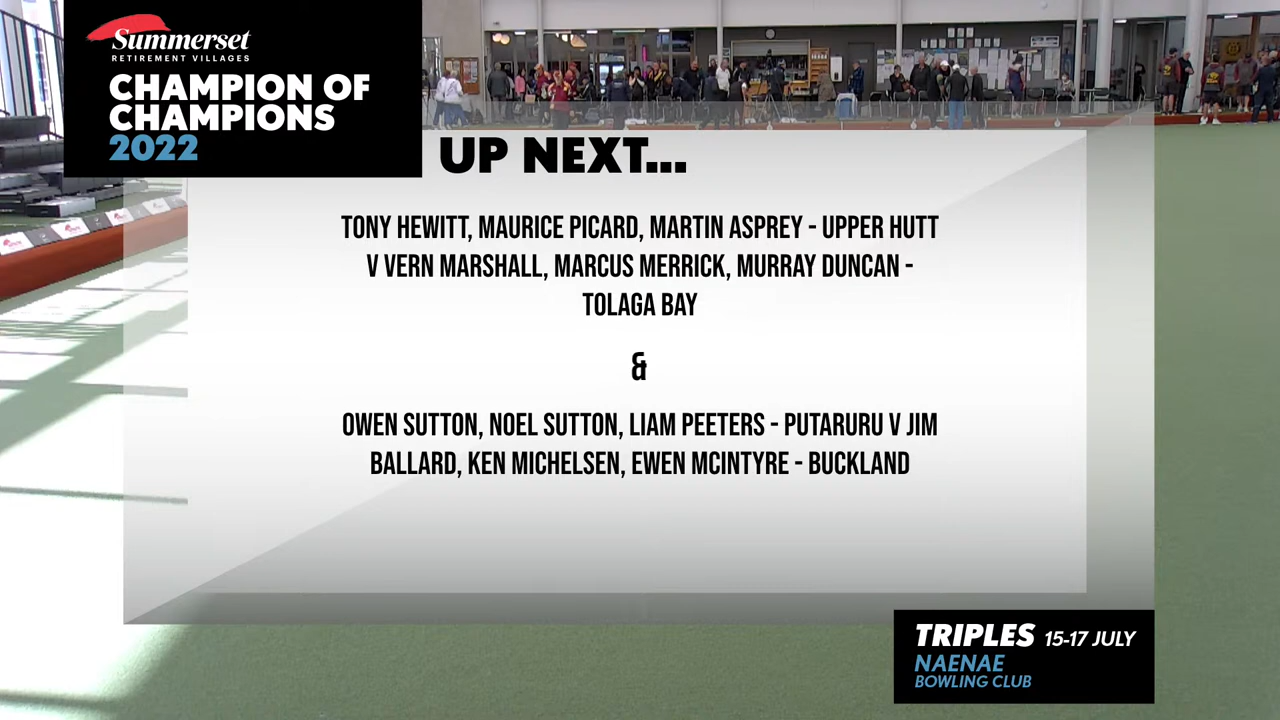 Summerset
RETIREMENT VILLAGES
CHAMPION OF
CHAMPIONS
2022
UP NEXT...
TONY HEWITT, MAURICE PICARD, MARTIN ASPREY - UPPER HUTT
V VERN MARSHALL, MARCUS MERRICK, MURRAY DUNCAN -
TOLAGA BAY
&
OWEN SUTTON, NOEL SUTTON, LIAM PEETERS - PUTARURU V JIM
BALLARD, KEN MICHELSEN, EWEN MCINTYRE - BUCKLAND
TRIPLES 15-17 JULY
NAENAE
BOWLING CLUB